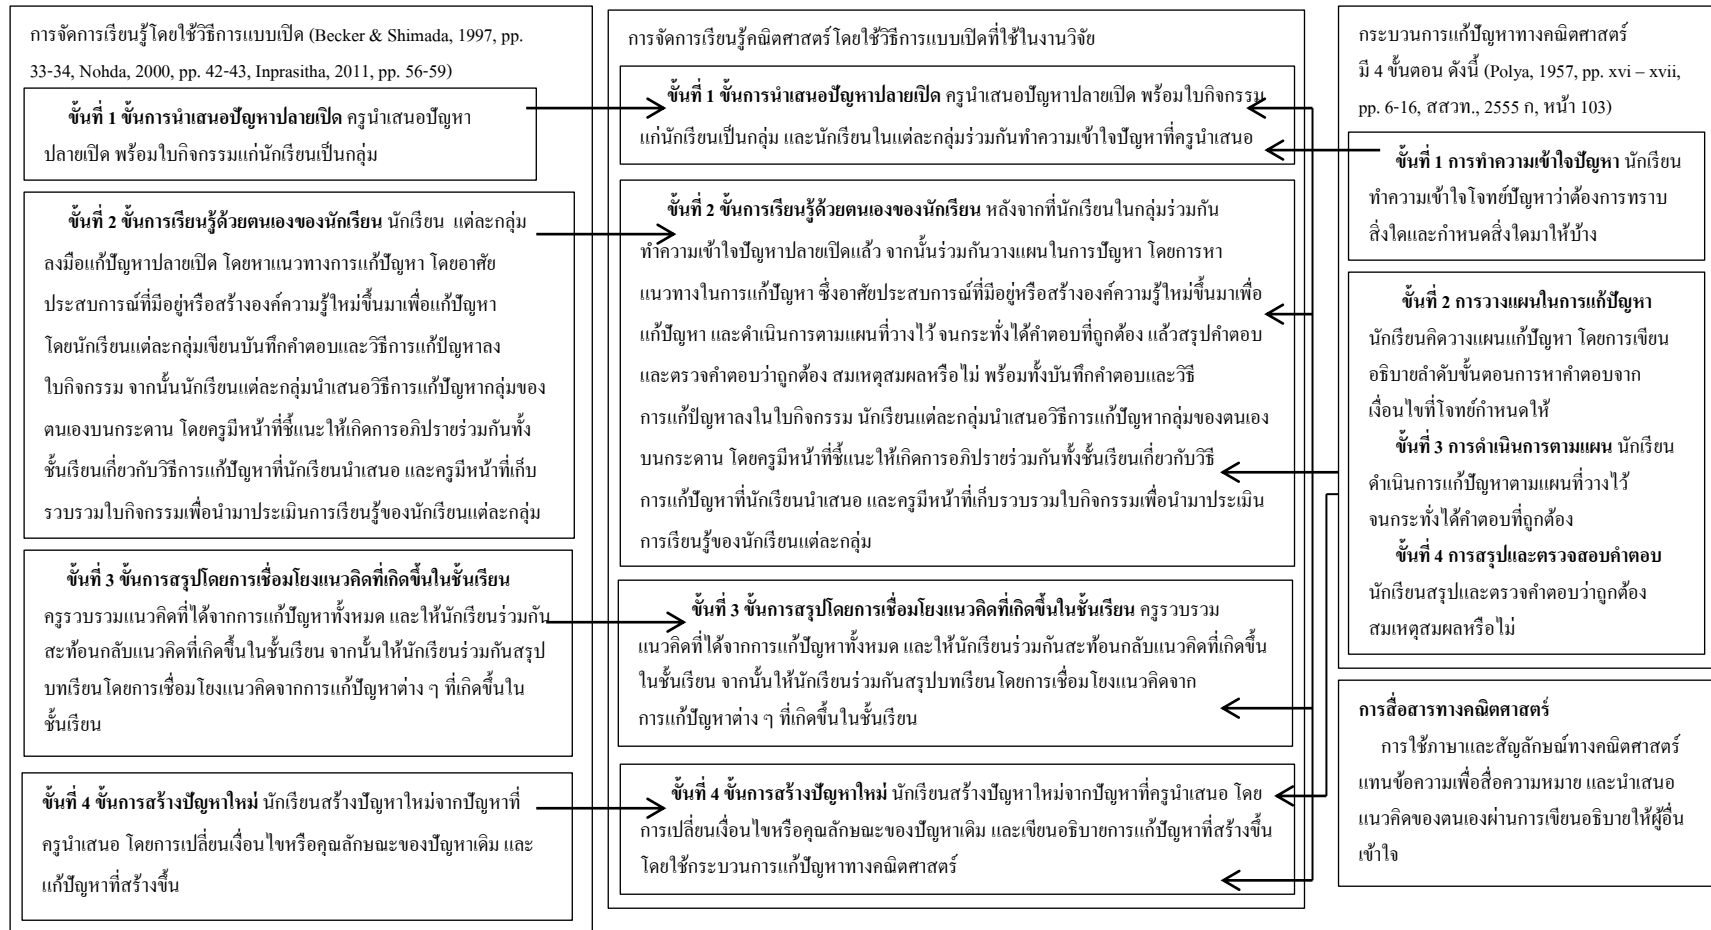 การจัดการเรียนรู้โดยใช้วิธีการแบบเปิด (Becker & Shimada, 1997, pp.
33-34, Nohda, 2000, pp. 42-43, Inprasitha, 2011, pp. 56-59)
ขั้นที่ 1 ขั้นการนำเสนอปัญหาปลายเปิด ครูนำเสนอปัญหา
ปลายเปิด พร้อมใบกิจกรรมแก่นักเรียนเป็นกลุ่ม
ขั้นที่ 2 ขั้นการเรียนรู้ด้วยตนเองของนักเรียน นักเรียน แต่ละกลุ่ม
ลงมือแก้ปัญหาปลายเปิด โดยหาแนวทางการแก้ปัญหา โดยอาศัย
ประสบการณ์ที่มีอยู่หรือสร้างองค์ความรู้ใหม่ขึ้นมาเพื่อแก้ปัญหา
โดยนักเรียนแต่ละกลุ่มเขียนบันทึกคำตอบและวิธีการแก้ปัญหาลง
ใบกิจกรรม จากนั้นนักเรียนแต่ละกลุ่มนำเสนอวิธีการแก้ปัญหากลุ่มของ
ตนเองบนกระดาน โดยครูมีหน้าที่ชี้แนะให้เกิดการอภิปรายร่วมกันทั้ง
ชั้นเรียนเกี่ยวกับวิธีการแก้ปัญหาที่นักเรียนนำเสนอ และครูมีหน้าที่เก็บ
รวบรวมใบกิจกรรมเพื่อนำมาประเมินการเรียนรู้ของนักเรียนแต่ละกลุ่ม
ขั้นที่ 3 ขั้นการสรุปโดยการเชื่อมโยงแนวคิดที่เกิดขึ้นในชั้นเรียน
ครูรวบรวมแนวคิดที่ได้จากการแก้ปัญหาทั้งหมด และให้นักเรียนร่วมกัน
สะท้อนกลับแนวคิดที่เกิดขึ้นในชั้นเรียน จากนั้นให้นักเรียนร่วมกันสรุป
บทเรียนโดยการเชื่อมโยงแนวคิดจากการแก้ปัญหาต่าง ๆ ที่เกิดขึ้นใน
ชั้นเรียน
ขั้นที่ 4 ขั้นการสร้างปัญหาใหม่ นักเรียนสร้างปัญหาใหม่จากปัญหาที่
ครูนำเสนอ โดยการเปลี่ยนเงื่อนไขหรือคุณลักษณะของปัญหาเดิม และ
แก้ปัญหาที่สร้างขึ้น
การจัดการเรียนรู้คณิตศาสตร์โดยใช้วิธีการแบบเปิดที่ใช้ในงานวิจัย
ขั้นที่ 1 ขั้นการนำเสนอปัญหาปลายเปิด ครูนำเสนอปัญหาปลายเปิด พร้อมใบกิจกรรม
แก่นักเรียนเป็นกลุ่ม และนักเรียนในแต่ละกลุ่มร่วมกันทำความเข้าใจปัญหาที่ครูนำเสนอ
ขั้นที่ 2 ขั้นการเรียนรู้ด้วยตนเองของนักเรียน หลังจากที่นักเรียนในกลุ่มร่วมกัน
ทำความเข้าใจปัญหาปลายเปิดแล้ว จากนั้นร่วมกันวางแผนในการปัญหา โดยการหา
แนวทางในการแก้ปัญหา ซึ่งอาศัยประสบการณ์ที่มีอยู่หรือสร้างองค์ความรู้ใหม่ขึ้นมาเพื่อ
แก้ปัญหา และดำเนินการตามแผนที่วางไว้ จนกระทั่งได้คำตอบที่ถูกต้อง แล้วสรุปคำตอบ
และตรวจคำตอบว่าถูกต้อง สมเหตุสมผลหรือไม่ พร้อมทั้งบันทึกคำตอบและวิธี
การแก้ปัญหาลงในใบกิจกรรม นักเรียนแต่ละกลุ่มนำเสนอวิธีการแก้ปัญหากลุ่มของตนเอง
บนกระดาน โดยครูมีหน้าที่ชี้แนะให้เกิดการอภิปรายร่วมกันทั้งชั้นเรียนเกี่ยวกับวิธี
การแก้ปัญหาที่นักเรียนนำเสนอ และครูมีหน้าที่เก็บรวบรวมใบกิจกรรมเพื่อนำมาประเมิน
การเรียนรู้ของนักเรียนแต่ละกลุ่ม
ขั้นที่ 3 ขั้นการสรุปโดยการเชื่อมโยงแนวคิดที่เกิดขึ้นในชั้นเรียน ครูรวบรวม
แนวคิดที่ได้จากการแก้ปัญหาทั้งหมด และให้นักเรียนร่วมกันสะท้อนกลับแนวคิดที่เกิดขึ้น
ในชั้นเรียน จากนั้นให้นักเรียนร่วมกันสรุปบทเรียนโดยการเชื่อมโยงแนวคิดจาก
การแก้ปัญหาต่าง ๆ ที่เกิดขึ้นในชั้นเรียน
ขั้นที่ 4 ขั้นการสร้างปัญหาใหม่ นักเรียนสร้างปัญหาใหม่จากปัญหาที่ครูนำเสนอ โดย
การเปลี่ยนเงื่อนไขหรือคุณลักษณะของปัญหาเดิม และเขียนอธิบายการแก้ปัญหาที่สร้างขึ้น
โดยใช้กระบวนการแก้ปัญหาทางคณิตศาสตร์
กระบวนการแก้ปัญหาทางคณิตศาสตร์
มี 4 ขั้นตอน ดังนี้ (Polya, 1957, pp. xvi – xvii,
pp. 6-16, สสวท., 2555 ก, หน้า 103)
ขั้นที่ 1 การทำความเข้าใจปัญหา นักเรียน
ทำความเข้าใจโจทย์ปัญหาว่าต้องการทราบ
สิ่งใดและกำหนดสิ่งใดมาให้บ้าง
ขั้นที่ 2 การวางแผนในการแก้ปัญหา
นักเรียนคิดวางแผนแก้ปัญหา โดยการเขียน
อธิบายลำดับขั้นตอนการหาคำตอบจาก
เงื่อนไขที่โจทย์กำหนดให้
ขั้นที่ 3 การดำเนินการตามแผน นักเรียน
ดำเนินการแก้ปัญหาตามแผนที่วางไว้
จนกระทั่งได้คำตอบที่ถูกต้อง
ขั้นที่ 4 การสรุปและตรวจสอบคำตอบ
นักเรียนสรุปและตรวจคำตอบว่าถูกต้อง
สมเหตุสมผลหรือไม่
การสื่อสารทางคณิตศาสตร์
การใช้ภาษาและสัญลักษณ์ทางคณิตศาสตร์
แทนข้อความเพื่อสื่อความหมาย และนำเสนอ
แนวคิดของตนเองผ่านการเขียนอธิบายให้ผู้อื่น
เข้าใจ